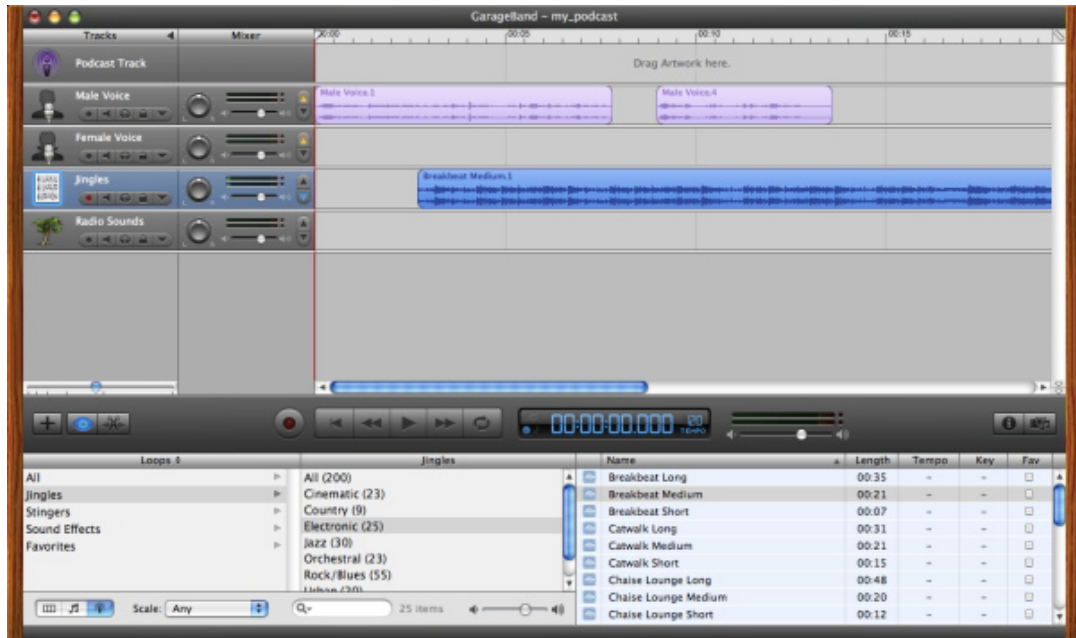 GarageBand – my_podcast
Tracks Mixer 00:00 00:05 00:10 00:15
Podcast Track Drag Artwork here.
Male Voice Male Voice.1 Male Voice.4
Female Voice
Jingles Breakbeat Medium.1
Radio Sounds
00:00:00.000 120 TEMPO
Loops Jingles Name Length Tempo Key Fav
All All (200) Breakbeat Long 00:35 - -
Jingles Cinematic (23) Breakbeat Medium 00:21 - -
Stingers Country (9) Breakbeat Short 00:07 - -
Sound Effects Electronic (25) Catwalk Long 00:31 - -
Favorites Jazz (30) Catwalk Medium 00:21 - -
Orchestral (23) Catwalk Short 00:15 - -
Rock/Blues (55) Chaise Lounge Long 00:48 - -
Urban (20) Chaise Lounge Medium 00:20 - -
Scale: Any 25 items Chaise Lounge Short 00:12 - -